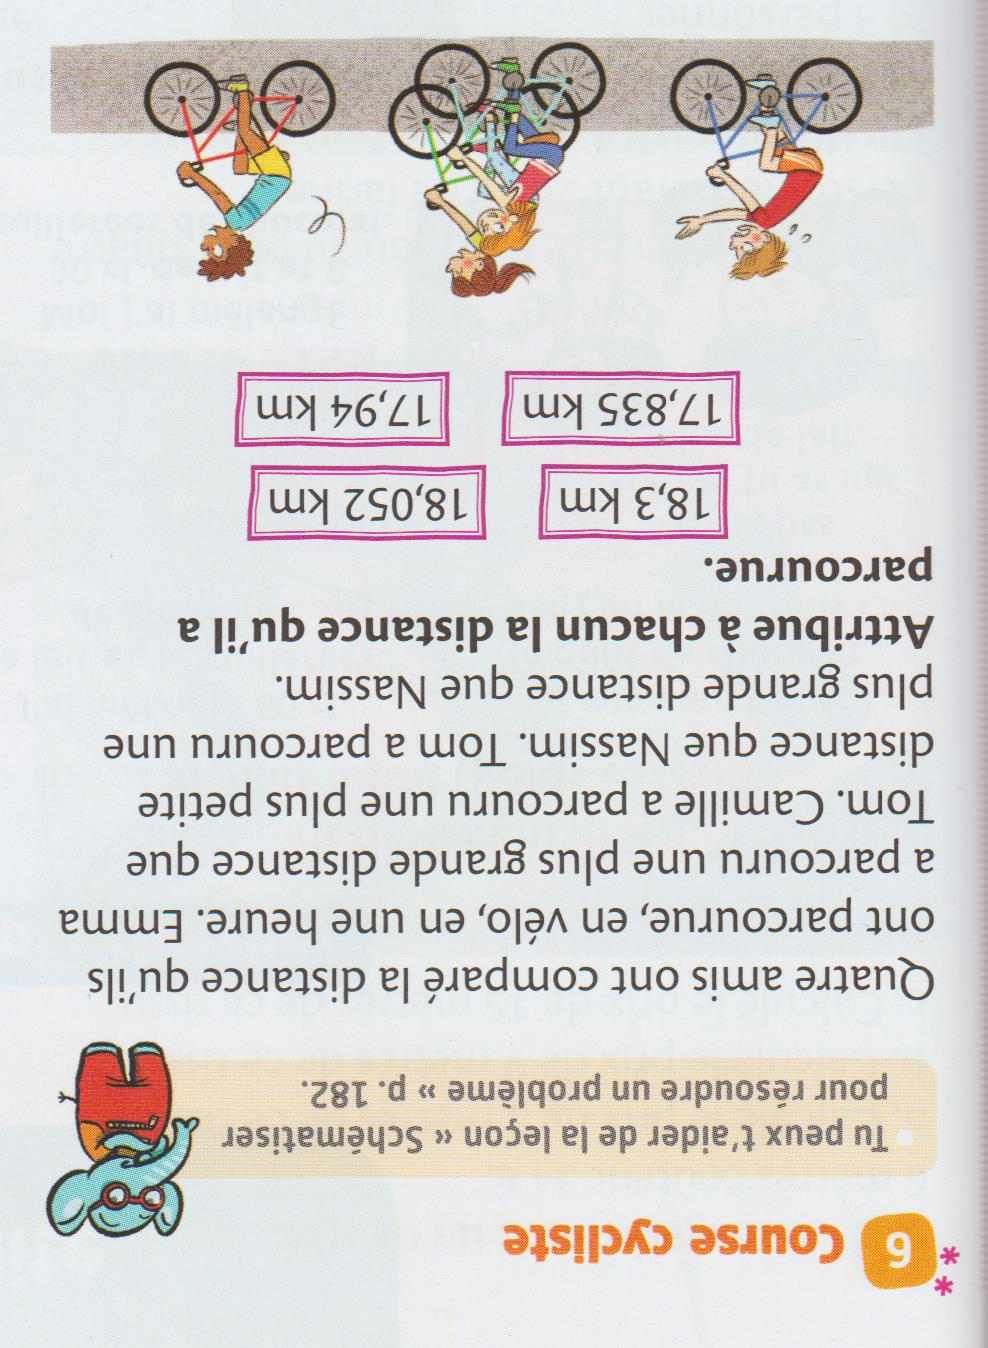 **
6 Course cycliste
• Tu peux t'aider de la leçon « Schématiser
pour résoudre un problème » p. 182.
Quatre amis ont comparé la distance qu'ils
ont parcourue, en vélo, en une heure. Emma
a parcouru une plus grande distance que
Tom. Camille a parcouru une plus petite
distance que Nassim. Tom a parcouru une
plus grande distance que Nassim.
Attribue à chacun la distance qu'il a
parcourue.
18,3 km 18,052 km
17,835 km 17,94 km